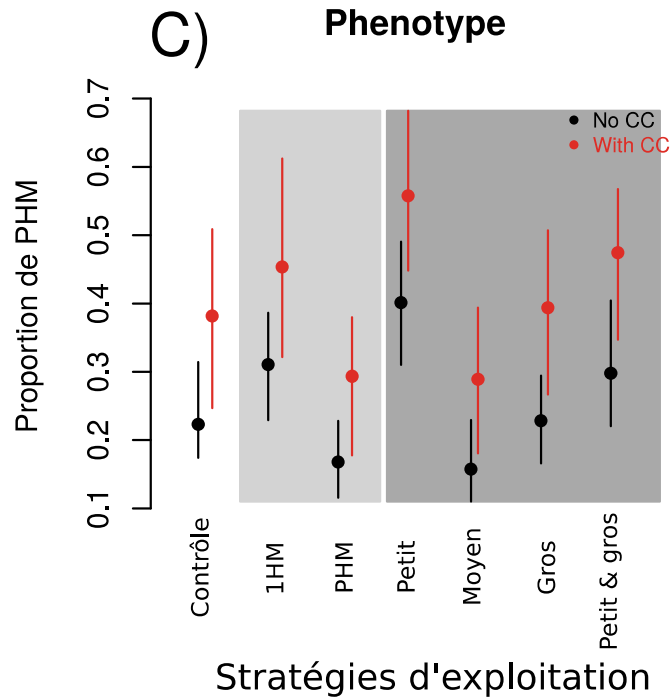 C)
Phenotype
Proportion de PHM
0.7
0.6
0.5
0.4
0.3
0.2
0.1
No CC
With CC
Contrôle
1HM
PHM
Petit
Moyen
Gros
Petit & gros
Stratégies d'exploitation